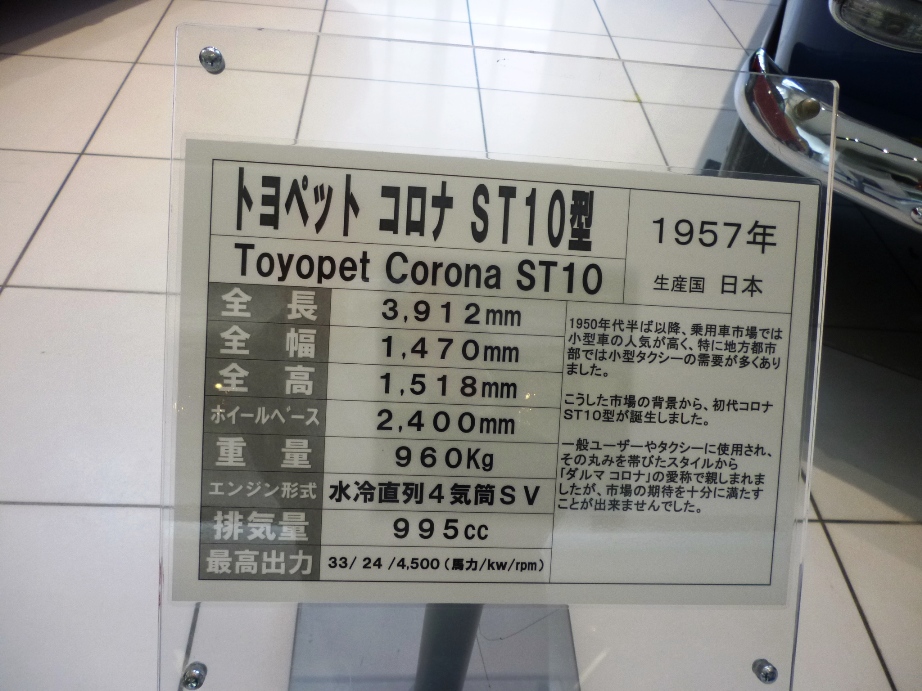 トヨペット コロナ ST10型
Toyopet Corona ST10
1957年
生産国 日本
全長 3,912mm
全幅 1,470mm
全高 1,518mm
ホイールベース 2,400mm
重量 960Kg
エンジン形式 水冷直列4気筒SV
排気量 995cc
最高出力 33/24/4,500(馬力/kw/rpm)
1950年代半ば以降、乗用車市場では
小型車の人気が高く、特に地方都市
部では小型タクシーの需要が多くあり
ました。
こうした市場の背景から、初代コロナ
ST10型が誕生しました。
一般ユーザーやタクシーに使用され、
その丸みを帯びたスタイルから
「ダルマ コロナ」の愛称で親しまれま
したが、市場の期待を十分に満たす
ことが出来ませんでした。